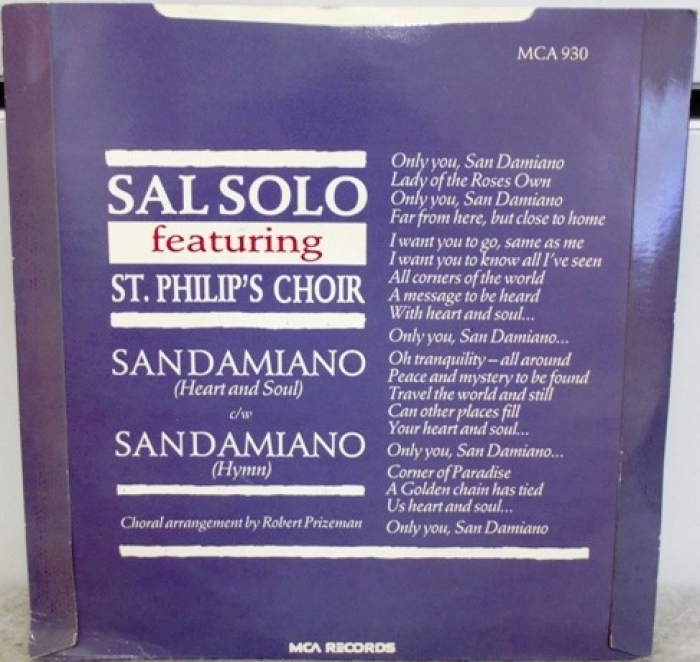 MCA 930
SAL SOLO
featuring
ST. PHILIP'S CHOIR
SAN DAMIANO
(Heart and Soul)
c/w
SAN DAMIANO
(Hymn)
Choral arrangement by Robert Prizeman
Only you, San Damiano
Lady of the Roses Own
Only you, San Damiano
Far from here, but close to home
I want you to go, same as me
I want you to know all I've seen
All corners of the world
A message to be heard
With heart and soul...
Only you, San Damiano...
Oh tranquility – all around
Peace and mystery to be found
Travel the world and still
Can other places fill
Your heart and soul...
Only you, San Damiano...
Corner of Paradise
A Golden chain has tied
Us heart and soul...
Only you, San Damiano
MCA RECORDS